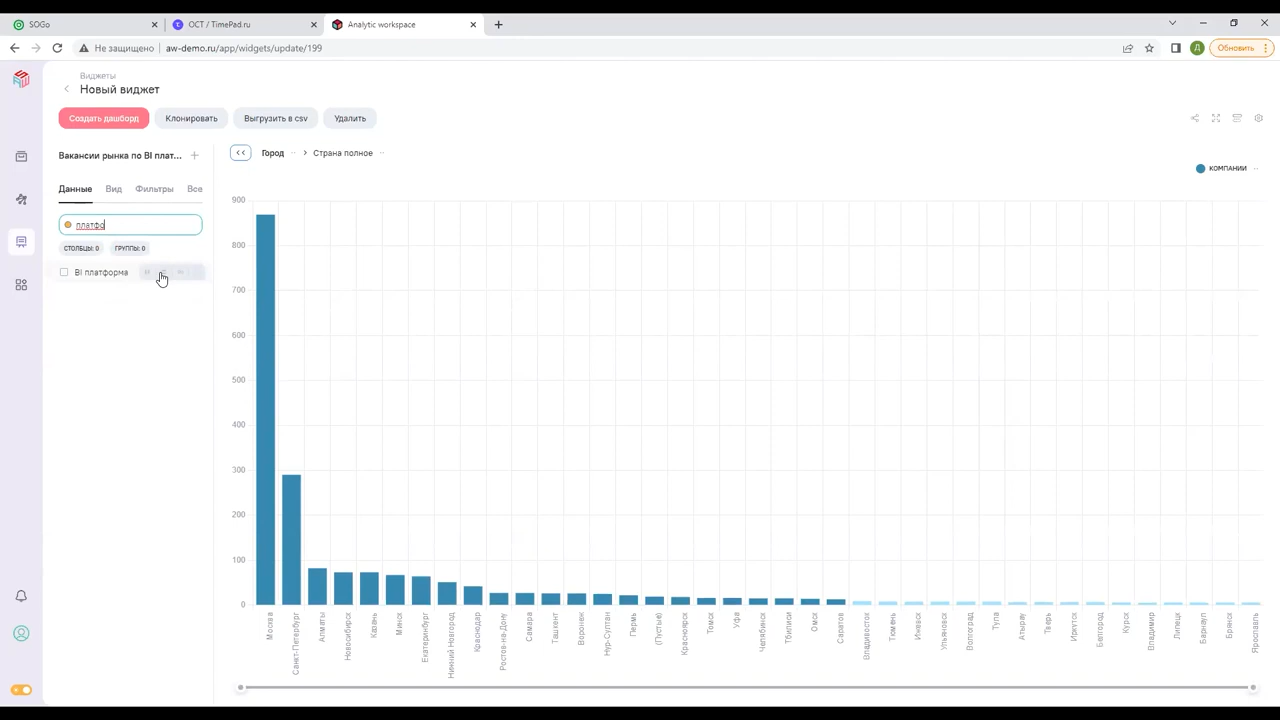 SOGo
ОСТ / TimePad.ru
Analytic workspace
Не защищено
aw-demo.ru/app/widgets/update/199
Д
Обновить
Виджеты
Новый виджет
Создать дашборд
Клонировать
Выгрузить в csv
Удалить
Вакансии рынка по BI плат...
Город
Страна полное
КОМПАНИИ
Данные
Вид
Фильтры
Все
платфо
СТОЛБЦЫ: 0
ГРУППЫ: 0
BI платформа
900
800
700
600
500
400
300
200
100
0
Москва
Санкт-Петербург
Алматы
Новосибирск
Казань
Минск
Екатеринбург
Нижний Новгород
Краснодар
Ростов-на-Дону
Самара
Ташкент
Воронеж
Нур-Султан
Пермь
(Пустые)
Красноярск
Томск
Уфа
Челябинск
Тбилиси
Омск
Саратов
Владивосток
Тюмень
Ижевск
Ульяновск
Волгоград
Тула
Атырау
Тверь
Иркутск
Белгород
Курск
Владимир
Липецк
Барнаул
Брянск
Ярославль